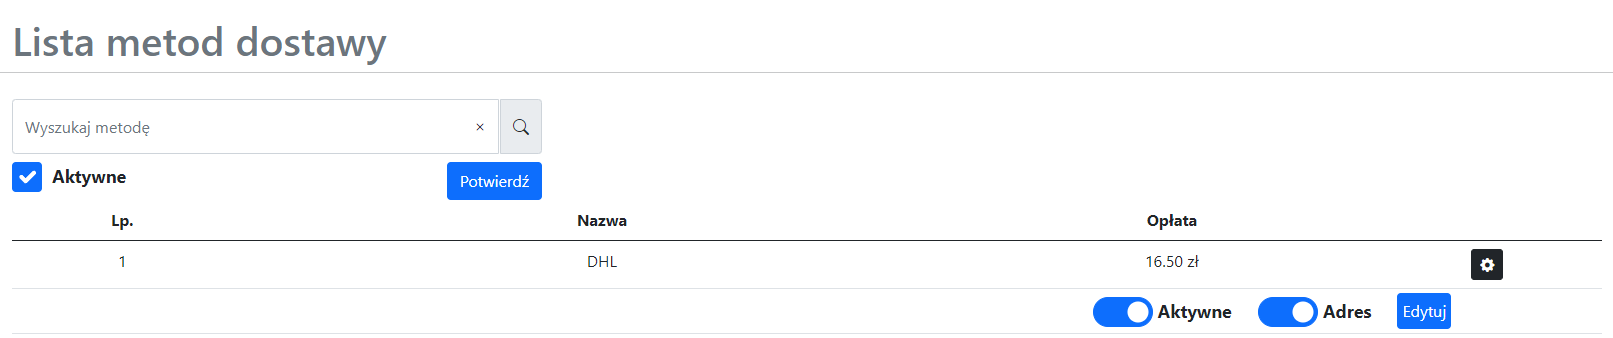 Lista metod dostawy
Wyszukaj metodę ×
Aktywne Potwierdź
Lp. Nazwa Opłata
1 DHL 16.50 zł
Aktywne Adres Edytuj